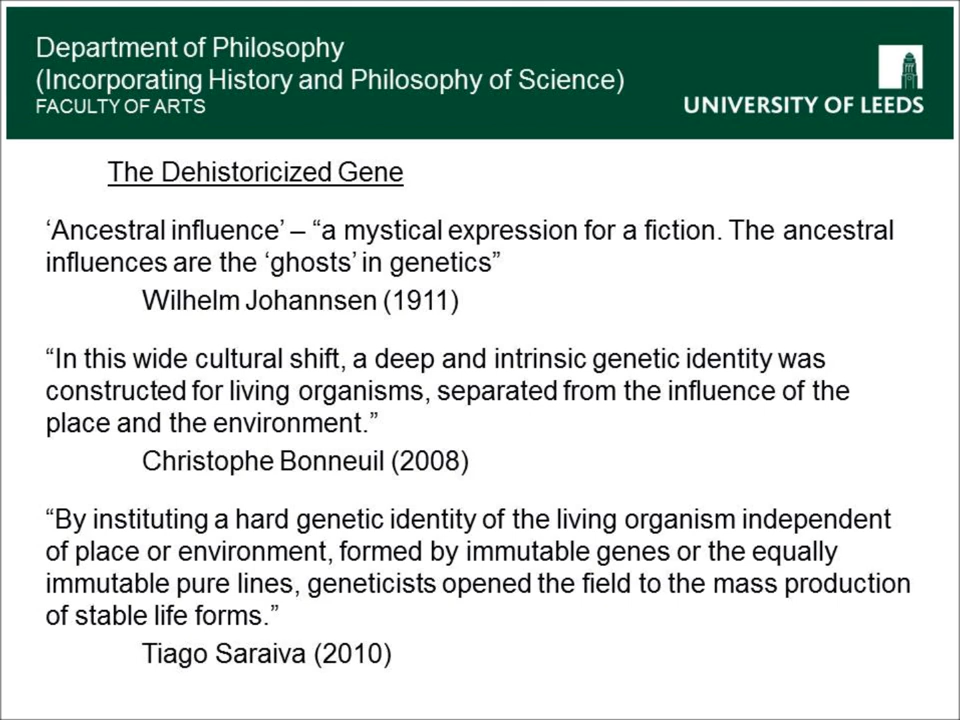 Department of Philosophy
(Incorporating History and Philosophy of Science)
FACULTY OF ARTS
UNIVERSITY OF LEEDS
The Dehistoricized Gene
‘Ancestral influence’ – “a mystical expression for a fiction. The ancestral
influences are the ‘ghosts’ in genetics”
Wilhelm Johannsen (1911)
“In this wide cultural shift, a deep and intrinsic genetic identity was
constructed for living organisms, separated from the influence of the
place and the environment.”
Christophe Bonneuil (2008)
“By instituting a hard genetic identity of the living organism independent
of place or environment, formed by immutable genes or the equally
immutable pure lines, geneticists opened the field to the mass production
of stable life forms.”
Tiago Saraiva (2010)